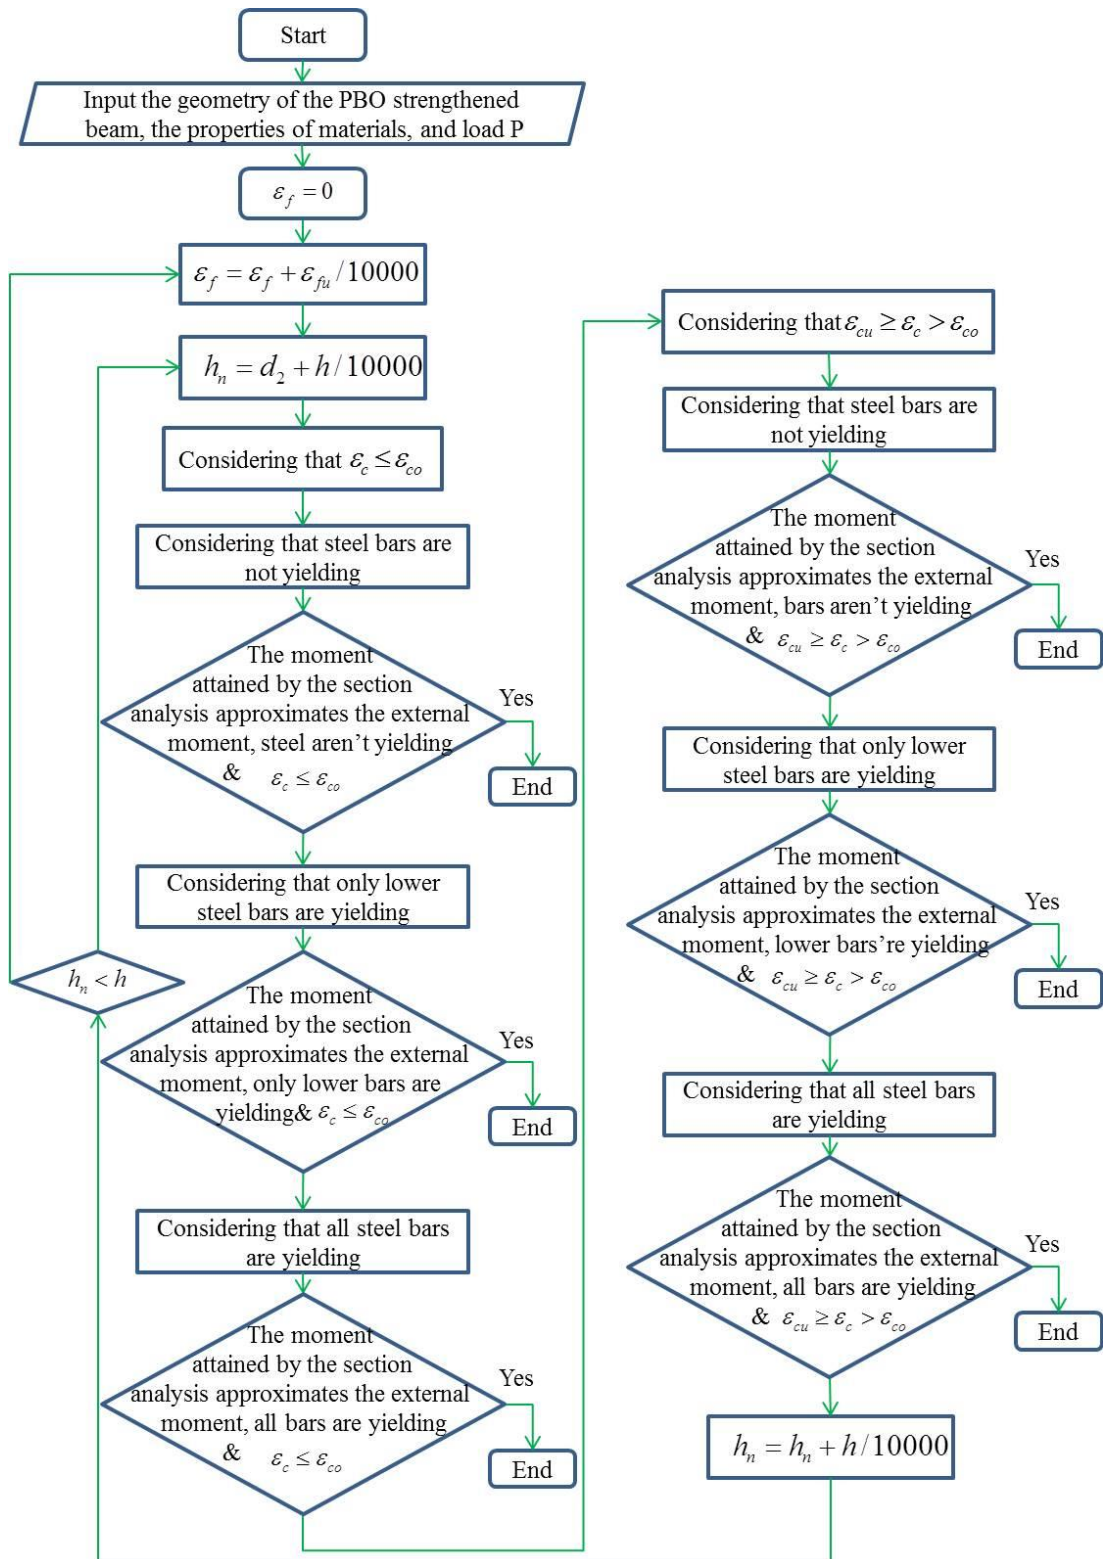 Start
Input the geometry of the PBO strengthened
beam, the properties of materials, and load P
ε_f = 0
ε_f = ε_f + ε_fu/10000
h_n = d_2 + h/10000
Considering that ε_c ≤ ε_co
Considering that steel bars are
not yielding
The moment
attained by the section
analysis approximates the external
moment, steel aren't yielding
& ε_c ≤ ε_co
Yes
End
Considering that only lower
steel bars are yielding
h_n < h
The moment
attained by the section
analysis approximates the external
moment, only lower bars are
yielding& ε_c ≤ ε_co
Yes
End
Considering that all steel bars
are yielding
The moment
attained by the section
analysis approximates the external
moment, all bars are yielding
& ε_c ≤ ε_co
Yes
End
Considering that ε_cu ≥ ε_c > ε_co
Considering that steel bars are
not yielding
The moment
attained by the section
analysis approximates the external
moment, bars aren't yielding
& ε_cu ≥ ε_c > ε_co
Yes
End
Considering that only lower
steel bars are yielding
The moment
attained by the section
analysis approximates the external
moment, lower bars're yielding
& ε_cu ≥ ε_c > ε_co
Yes
End
Considering that all steel bars
are yielding
The moment
attained by the section
analysis approximates the external
moment, all bars are yielding
& ε_cu ≥ ε_c > ε_co
Yes
End
h_n = h_n + h/10000